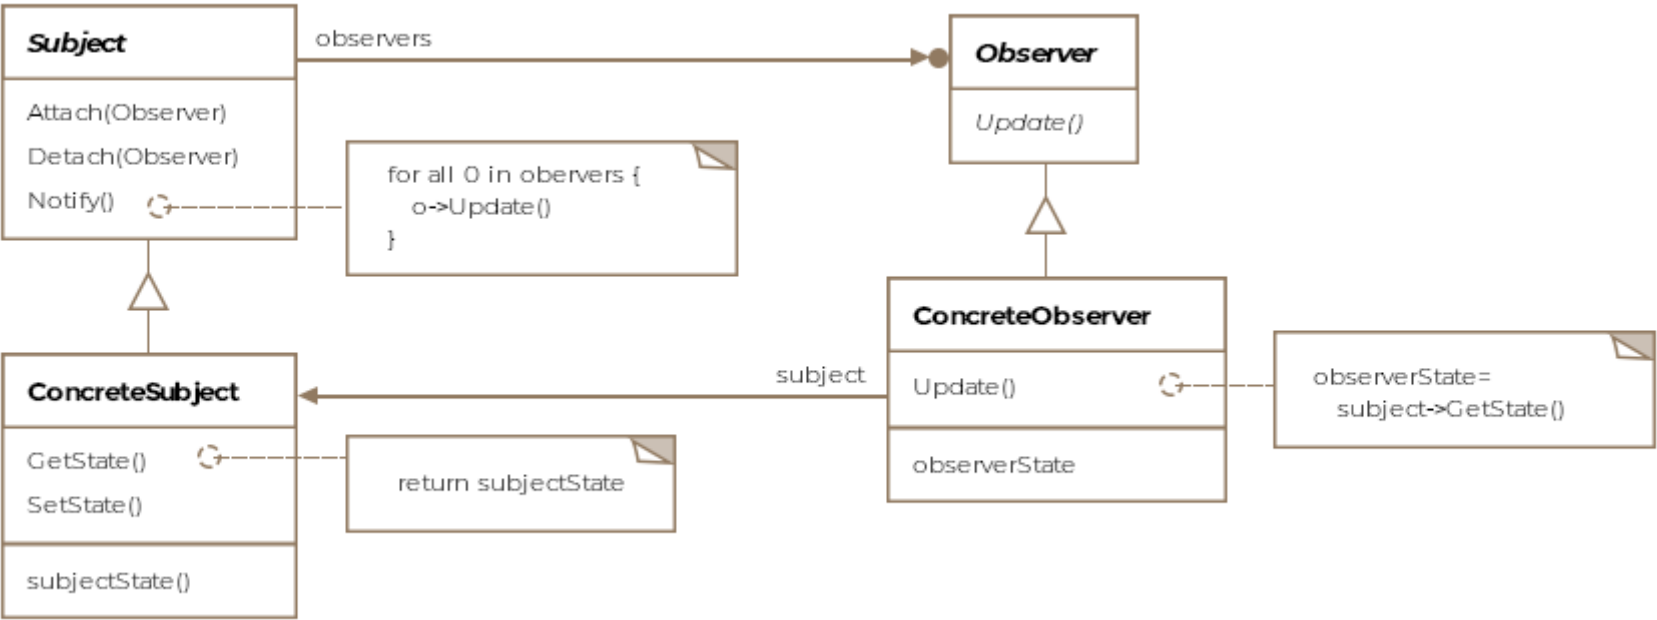 Subject
observers
Observer
Attach(Observer)
Detach(Observer)
Notify()
for all O in obervers {
o->Update()
}
Update()
ConcreteSubject
GetState()
SetState()
subjectState()
return subjectState
subject
ConcreteObserver
Update()
observerState
observerState=
subject->GetState()